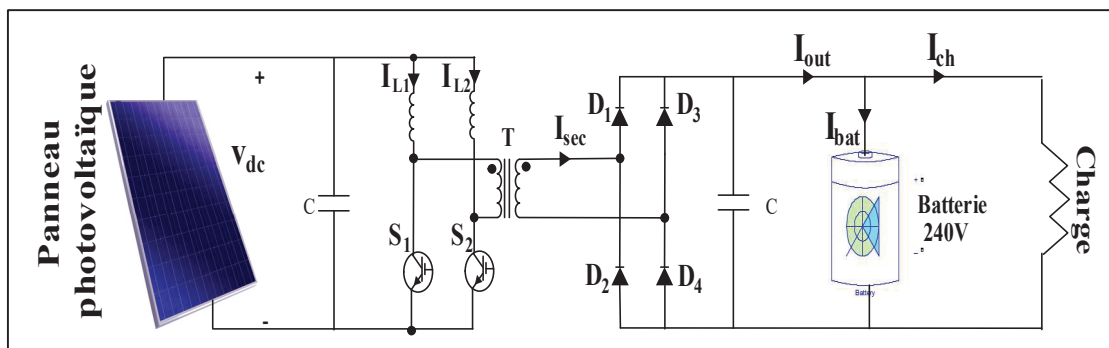 Panneau
photovoltaïque
+
V_dc
-
C
I_L1
I_L2
S_1
S_2
T
I_sec
D_1
D_3
D_2
D_4
C
I_out
I_ch
I_bat
Batterie
240V
+
-
Battery
Charge